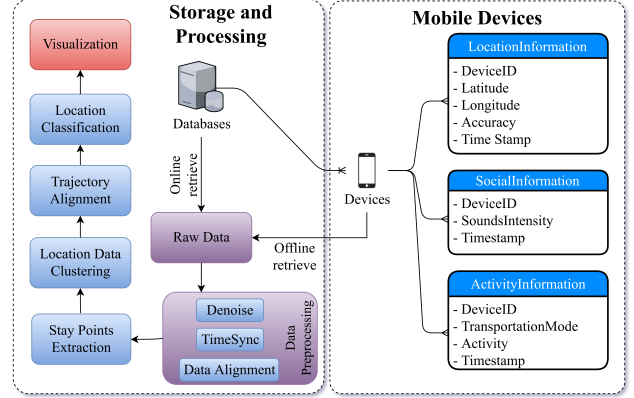 Storage and
Processing
Mobile Devices
Visualization
Location
Classification
Trajectory
Alignment
Location Data
Clustering
Stay Points
Extraction
Databases
Online
retrieve
Raw Data
Offline
retrieve
Denoise
TimeSync
Data Alignment
Data
Preprocessing
Devices
LocationInformation
- DeviceID
- Latitude
- Longitude
- Accuracy
- Time Stamp
SocialInformation
- DeviceID
- SoundsIntensity
- Timestamp
ActivityInformation
- DeviceID
- TransportationMode
- Activity
- Timestamp